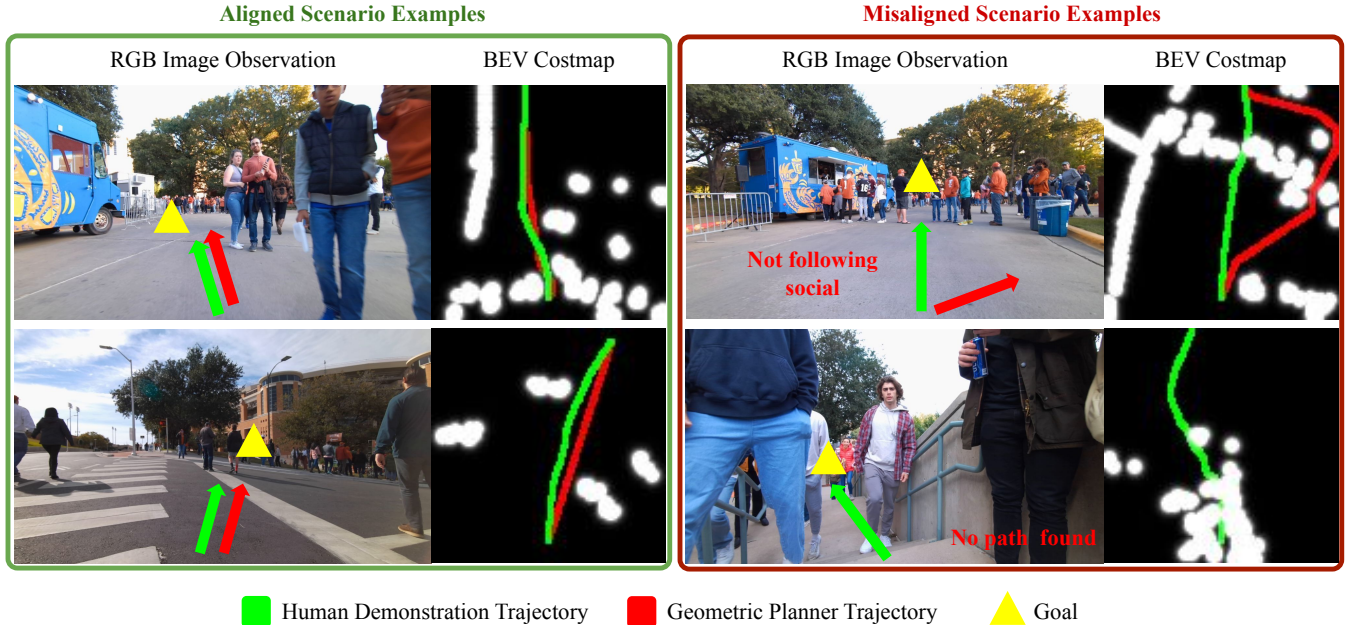 Aligned Scenario Examples
Misaligned Scenario Examples
RGB Image Observation
BEV Costmap
RGB Image Observation
BEV Costmap
Not following
social
No path found
Human Demonstration Trajectory
Geometric Planner Trajectory
Goal